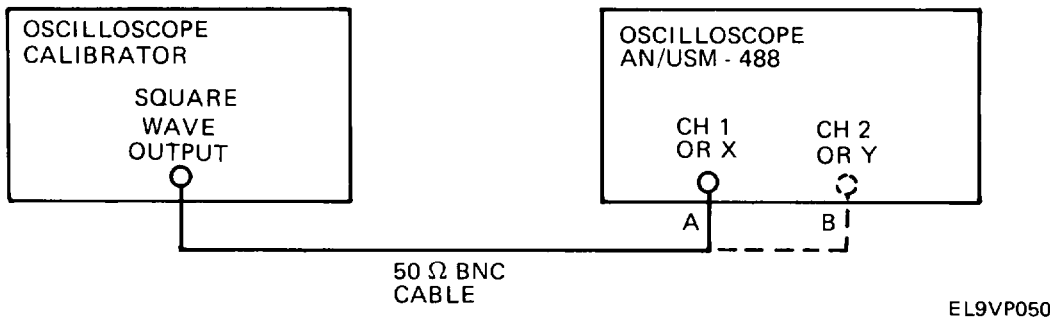 OSCILLOSCOPE
CALIBRATOR
SQUARE
WAVE
OUTPUT
OSCILLOSCOPE
AN/USM - 488
CH 1
OR X
CH 2
OR Y
A
B
50 Ω BNC
CABLE
EL9VP050